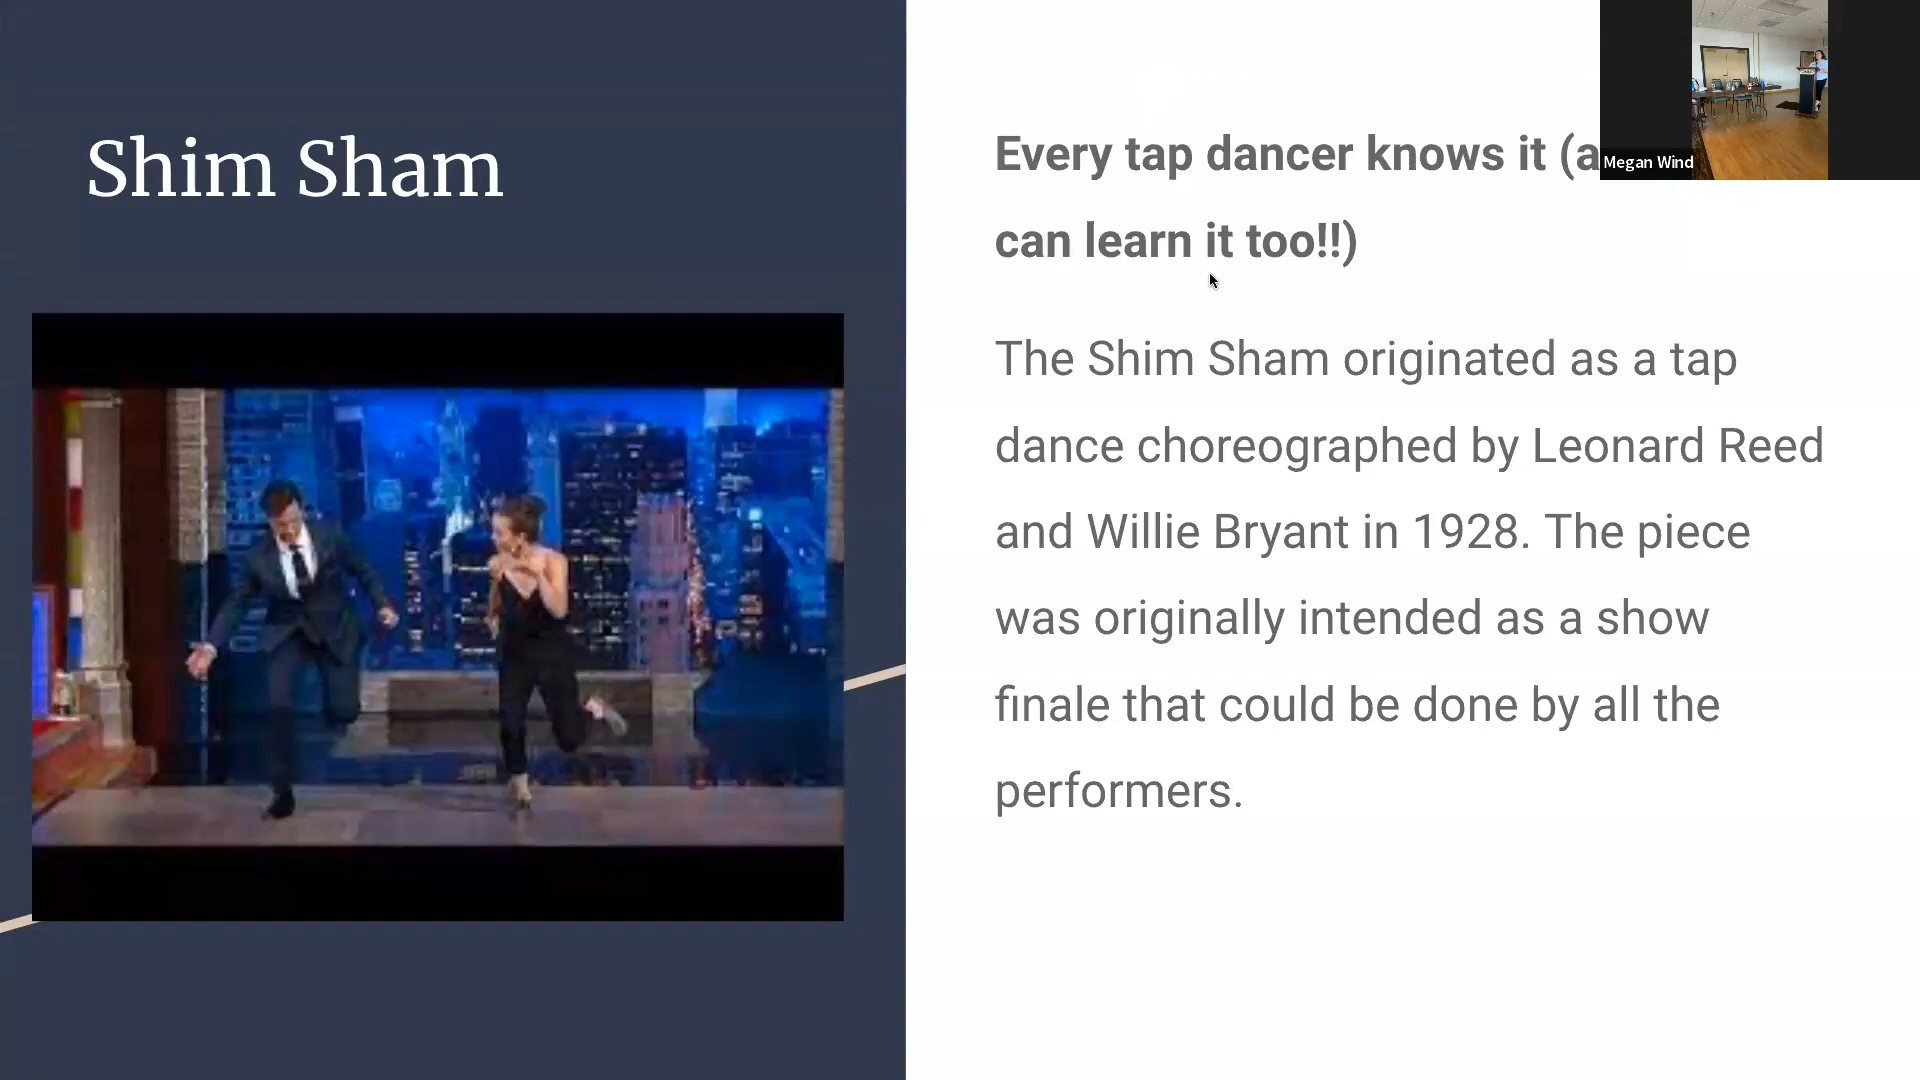 Shim Sham
Every tap dancer knows it (a
can learn it too!!)
The Shim Sham originated as a tap
dance choreographed by Leonard Reed
and Willie Bryant in 1928. The piece
was originally intended as a show
finale that could be done by all the
performers.
Megan Wind